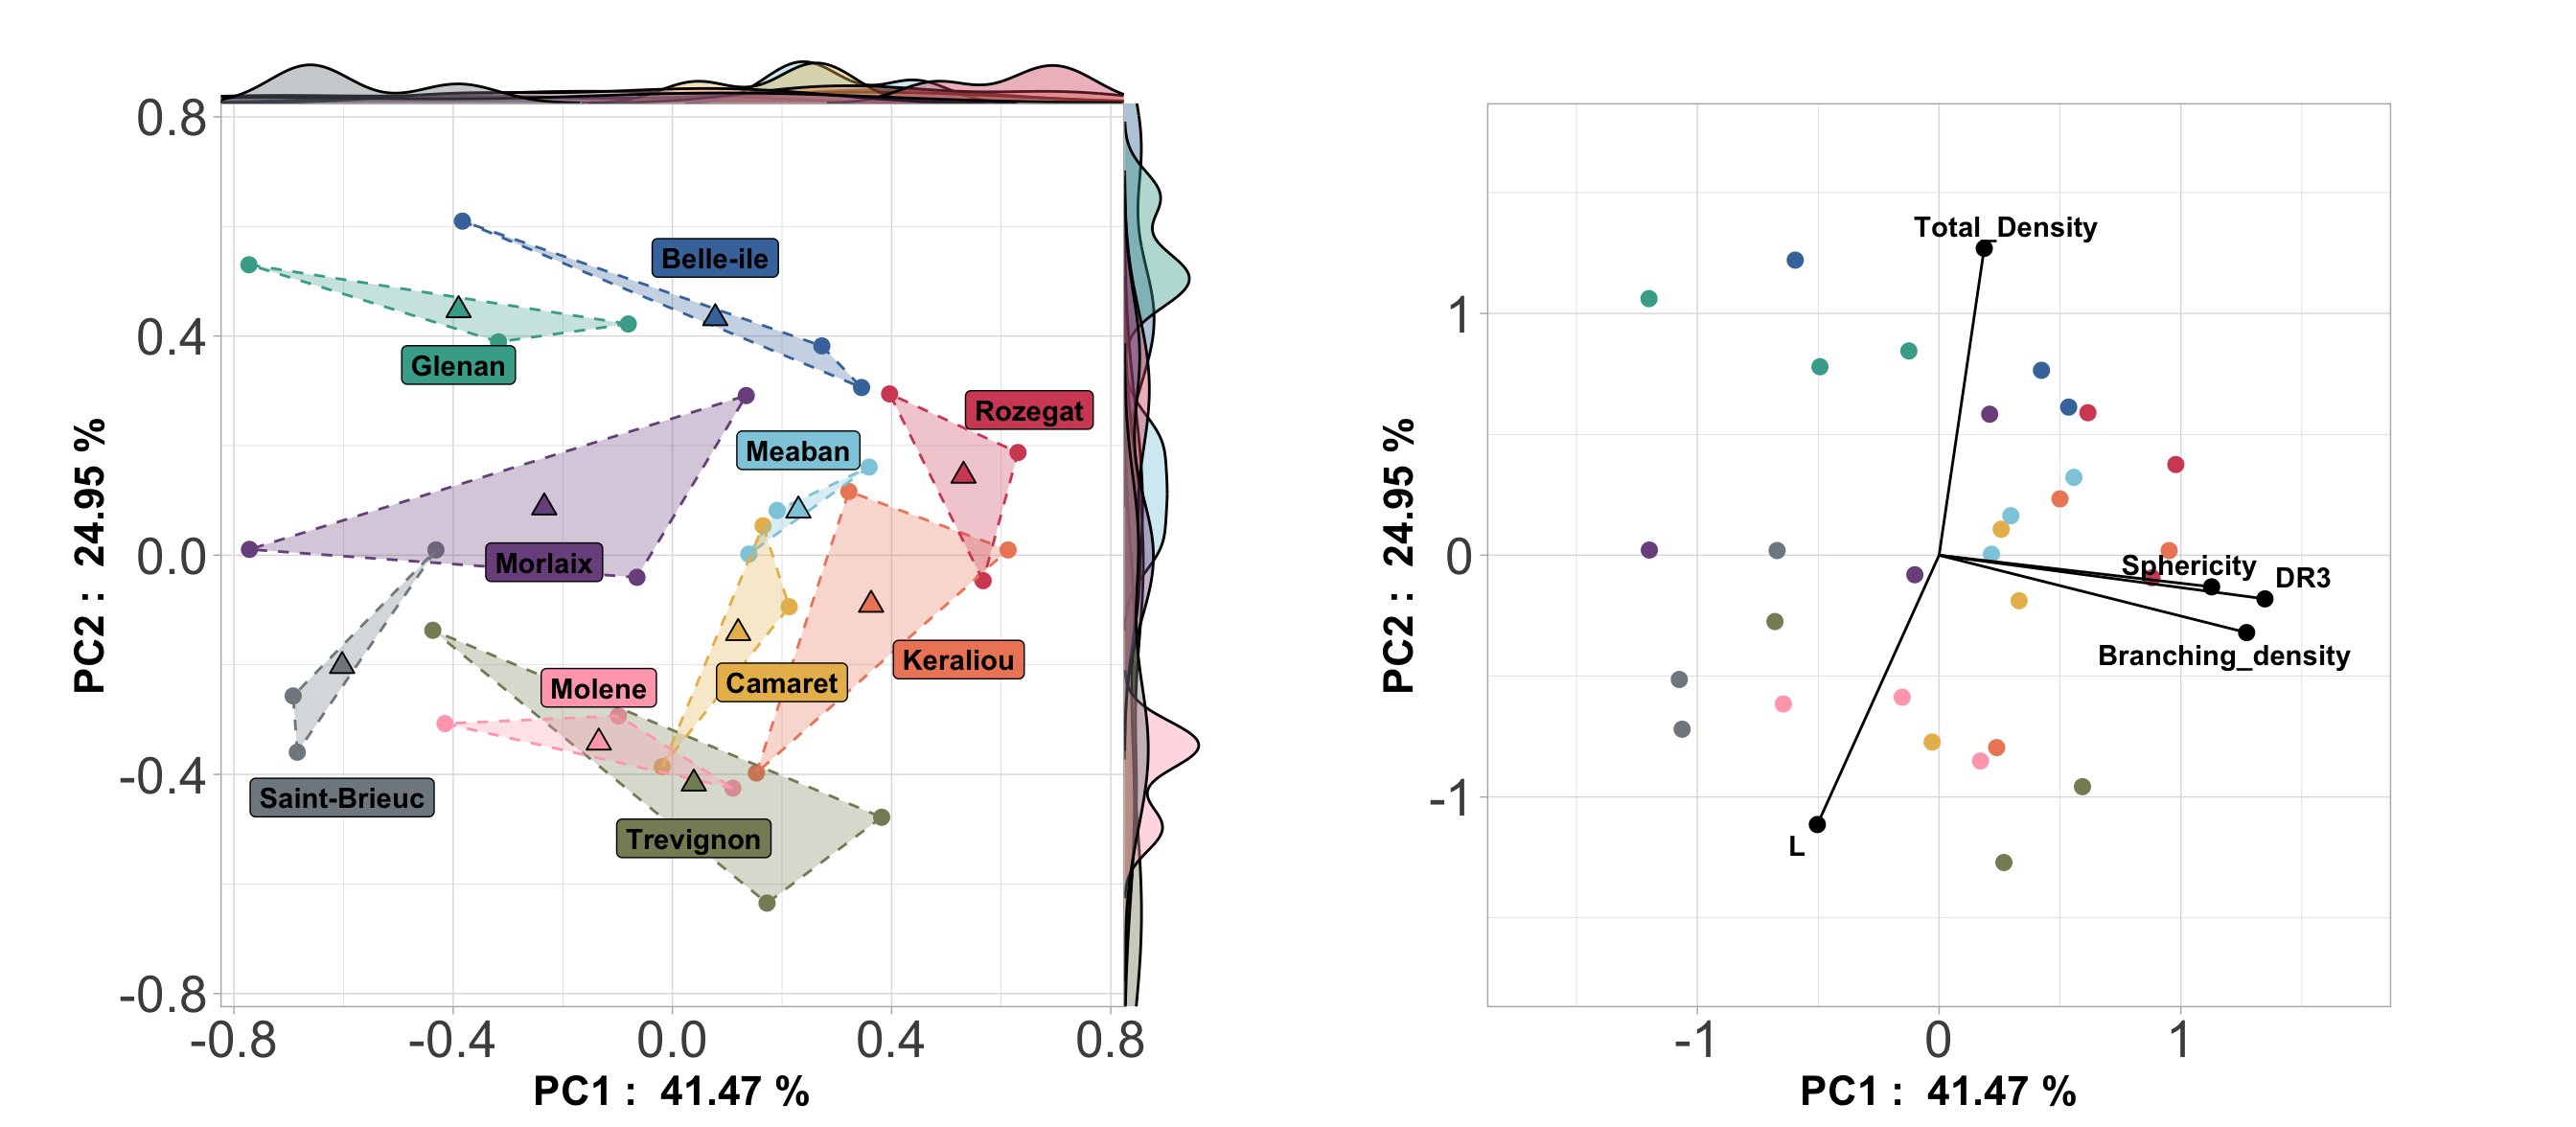 0.8
0.4
0.0
-0.4
-0.8
PC2 : 24.95 %
Belle-ile
Glenan
Rozegat
Meaban
Morlaix
Keraliou
Camaret
Molene
Saint-Brieuc
Trevignon
-0.8 -0.4 0.0 0.4 0.8
PC1 : 41.47 %
1
0
-1
PC2 : 24.95 %
Total_Density
Sphericity
DR3
Branching_density
L
-1 0 1
PC1 : 41.47 %